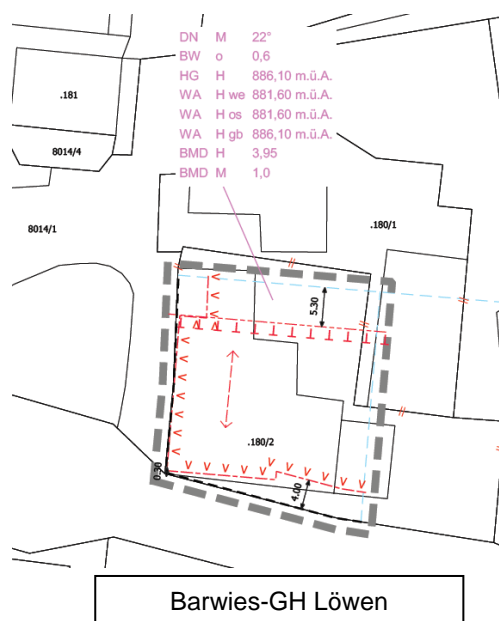 DN M 22°
BW o 0,6
HG H 886,10 m.ü.A.
WA H we 881,60 m.ü.A.
WA H os 881,60 m.ü.A.
WA H gb 886,10 m.ü.A.
BMD H 3,95
BMD M 1,0
.181
8014/4
8014/1
.180/1
5.30
.180/2
0.30
4.00
Barwies-GH Löwen